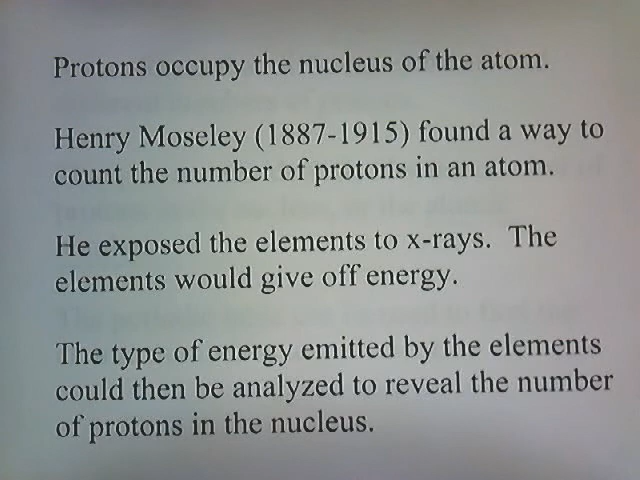 Protons occupy the nucleus of the atom.
Henry Moseley (1887-1915) found a way to
count the number of protons in an atom.
He exposed the elements to x-rays. The
elements would give off energy.
The type of energy emitted by the elements
could then be analyzed to reveal the number
of protons in the nucleus.